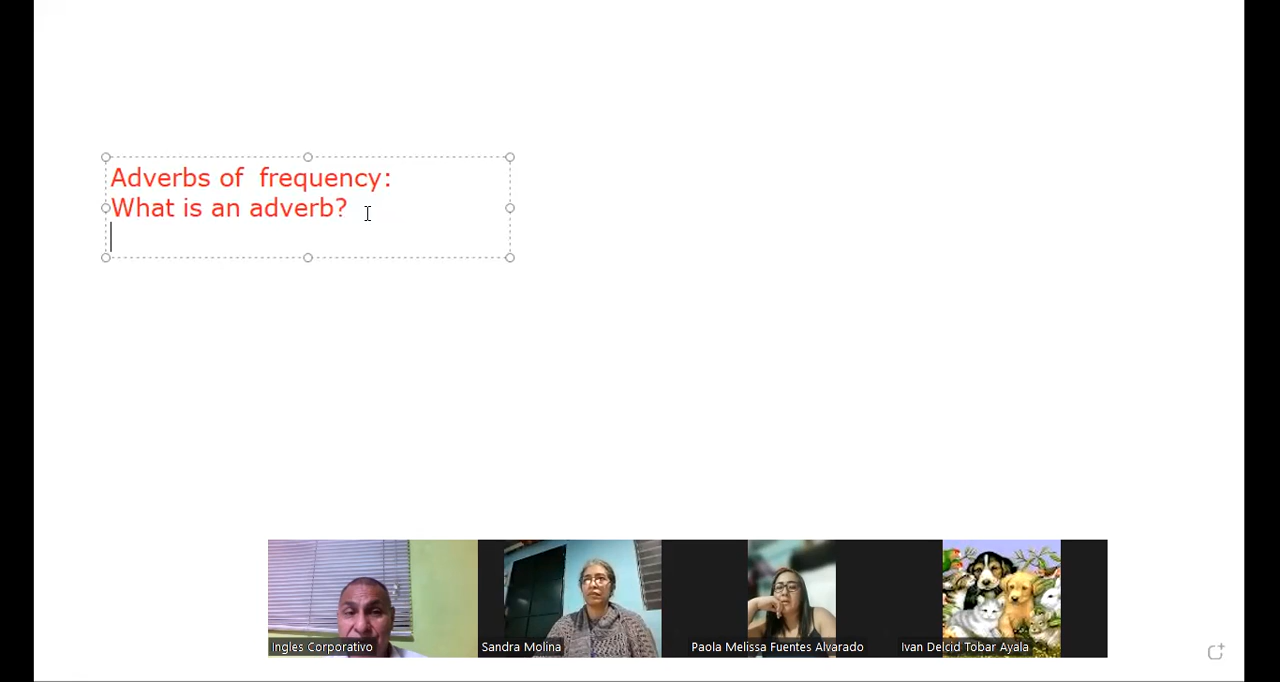 Adverbs of frequency:
What is an adverb?
Ingles Corporativo
Sandra Molina
Paola Melissa Fuentes Alvarado
Ivan Delcid Tobar Ayala